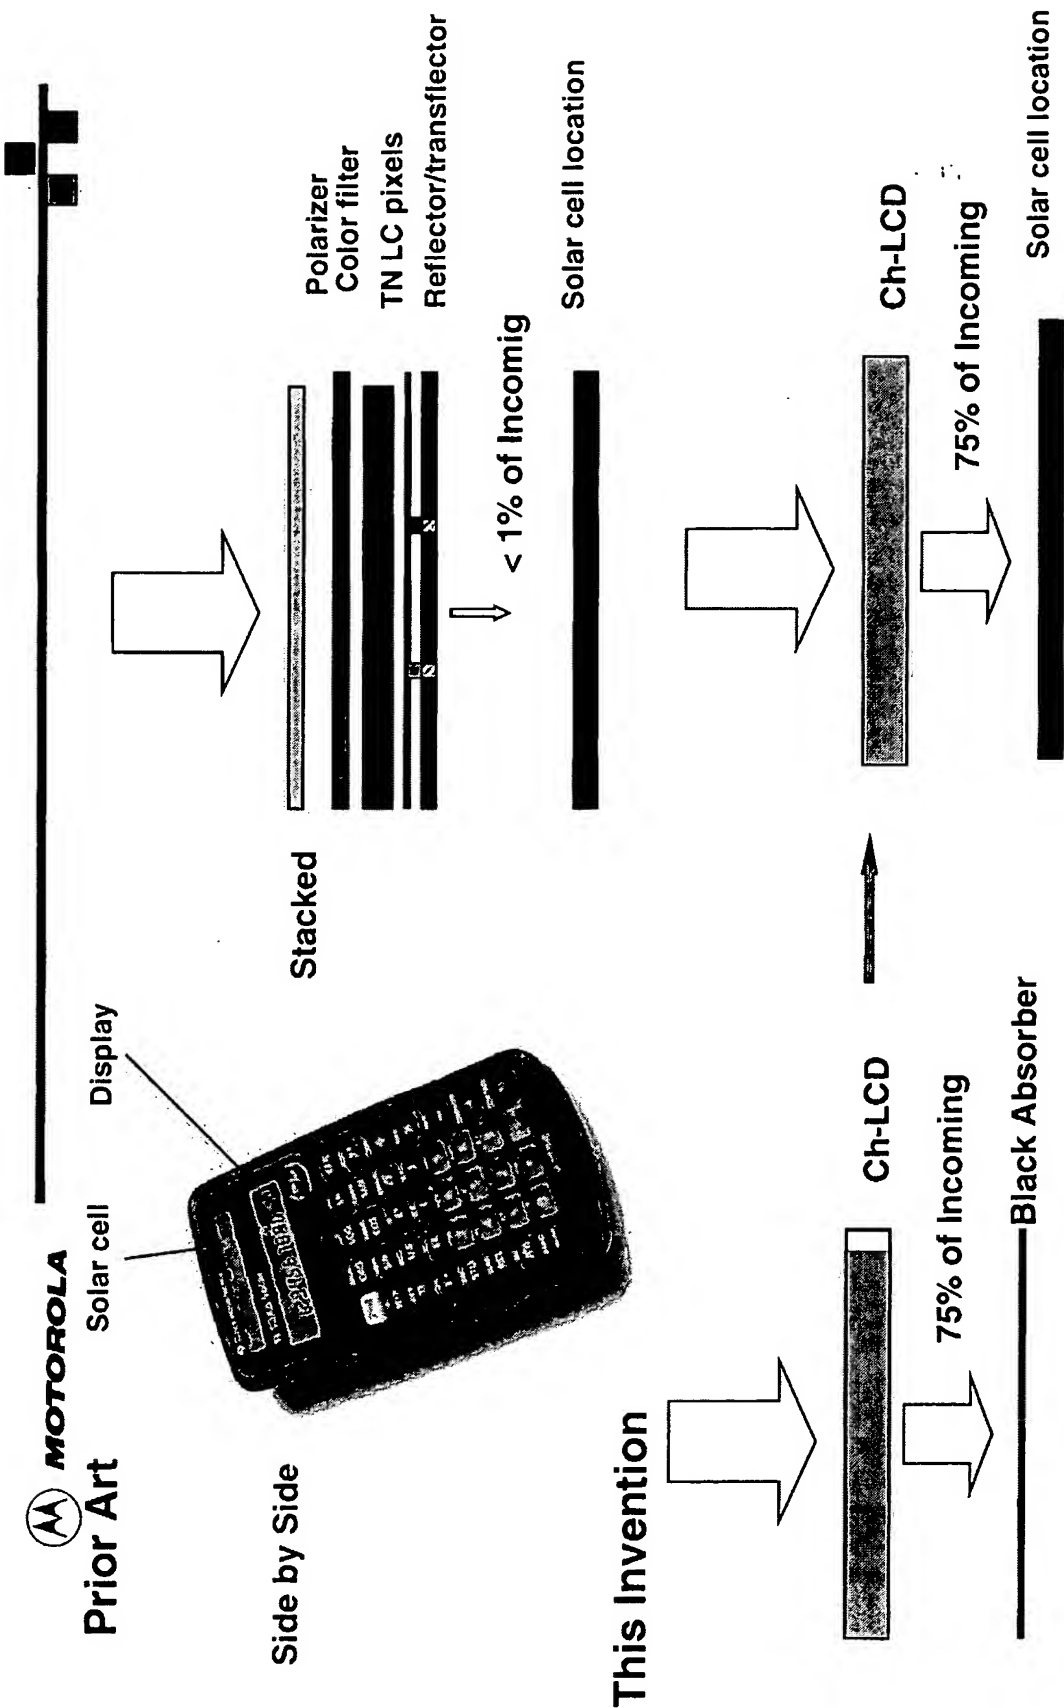 MOTOROLA
Prior Art
Solar cell
Display
Side by Side
Stacked
Polarizer
Color filter
TN LC pixels
Reflector/transflector
< 1% of Incomig
Solar cell location
This Invention
Ch-LCD
75% of Incoming
Black Absorber
Ch-LCD
75% of Incoming
Solar cell location